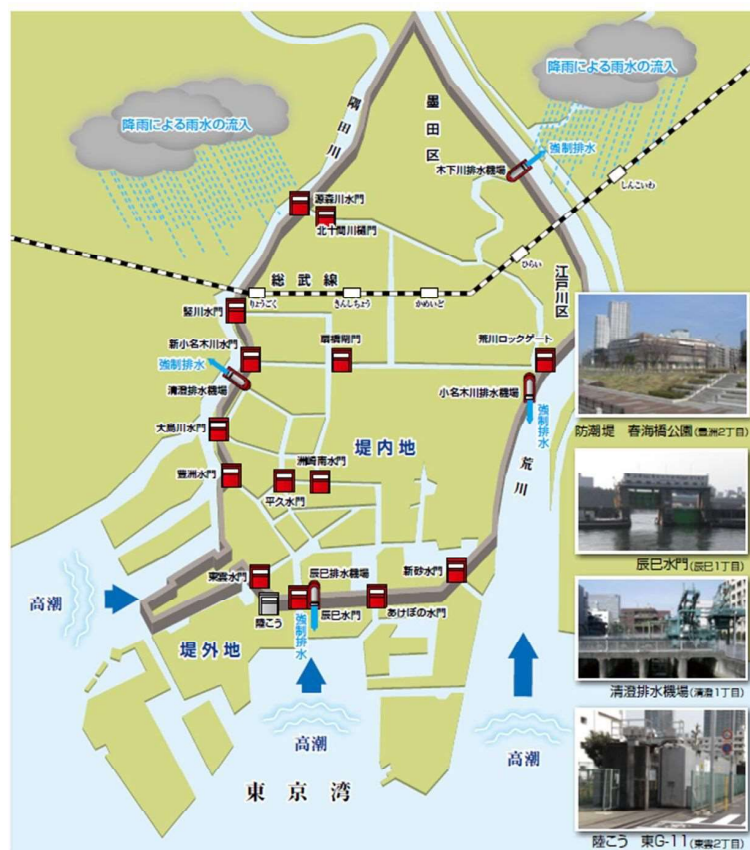 降雨による雨水の流入
降雨による雨水の流入
隅田川
墨田区
強制排水
木下川排水機場
しんこいわ
源森川水門
北十間川樋門
ひらい
総武線
江戸川区
りょうごく
きんしちょう
かめいど
竪川水門
新小名木川水門
扇橋閘門
荒川ロックゲート
強制排水
清澄排水機場
小名木川排水機場
強制排水
大島川水門
防潮堤 春海橋公園(豊洲2丁目)
堤内地
荒川
洲崎南水門
豊洲水門
平久水門
辰巳水門(辰巳1丁目)
東雲水門
辰巳排水機場
新砂水門
高潮
陸こう
強制排水
辰巳水門
あけぼの水門
堤外地
清澄排水機場(清澄1丁目)
高潮
高潮
東京湾
陸こう 東G-11(東雲2丁目)